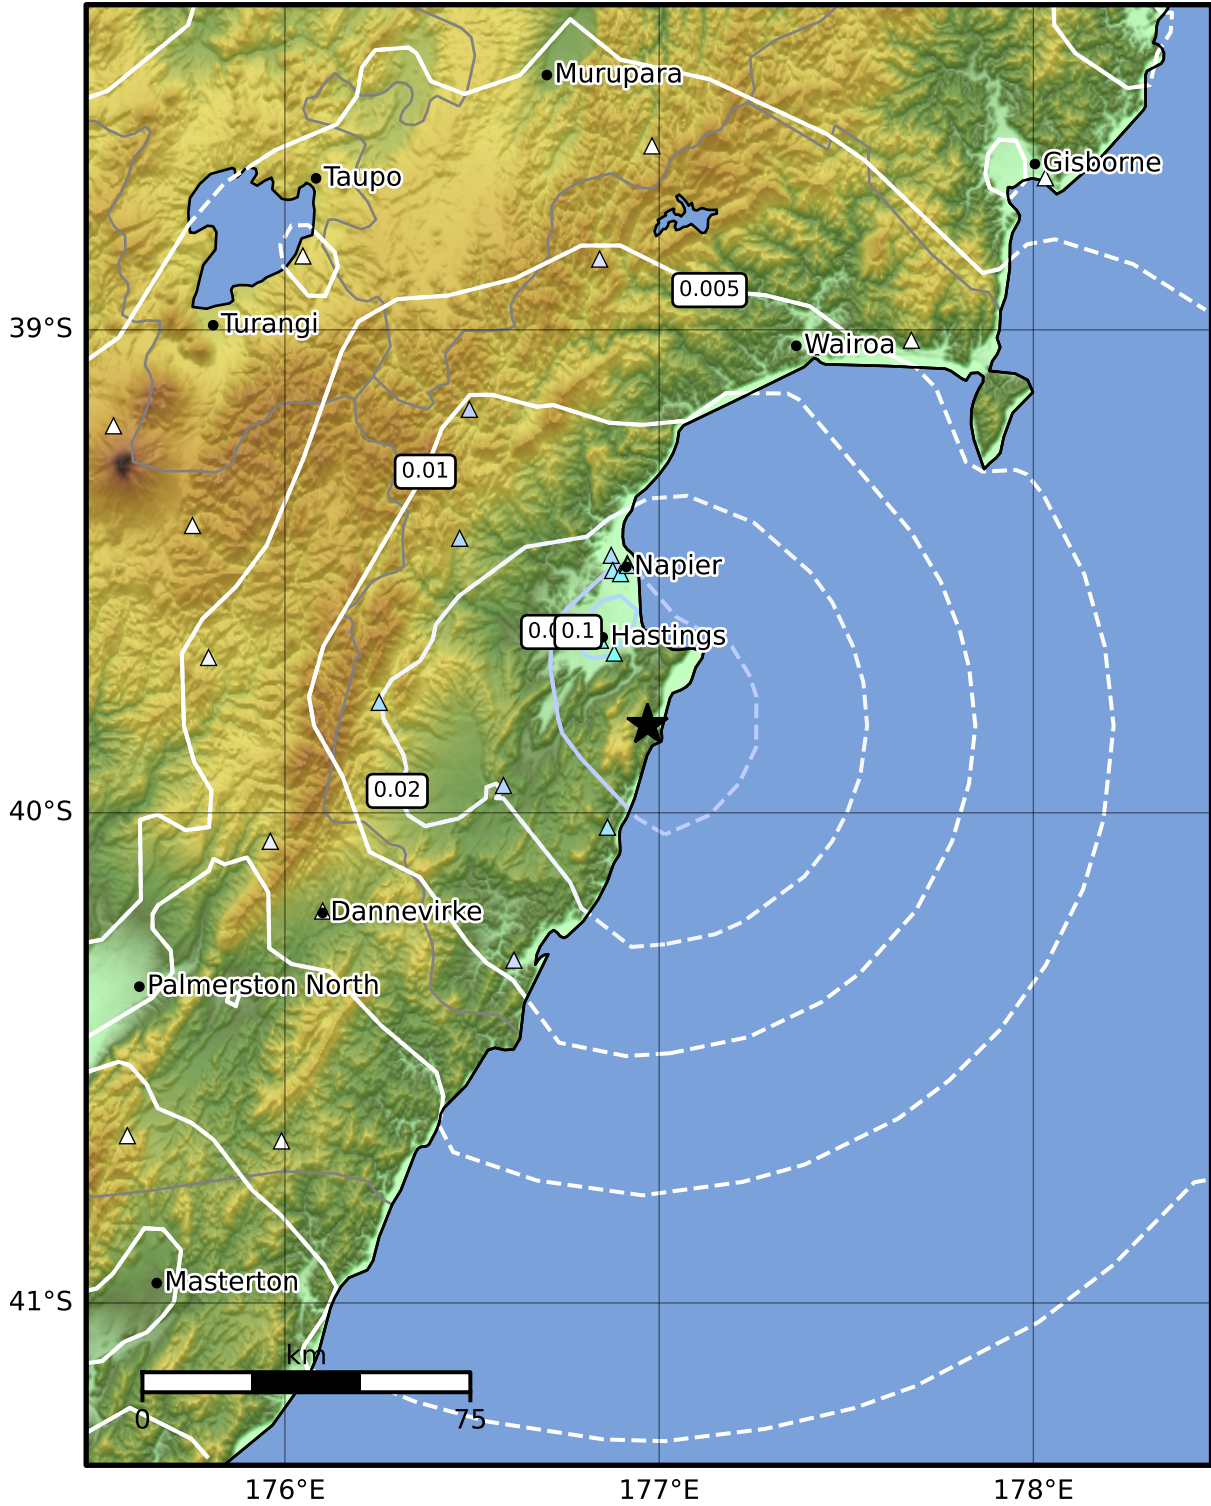 Murupara
Gisborne
Taupo
0.005
Turangi
39°S
Wairoa
0.01
Napier
0.1
Hastings
0.02
40°S
Dannevirke
Palmerston North
Masterton
41°S
km
0 75
176°E 177°E 178°E